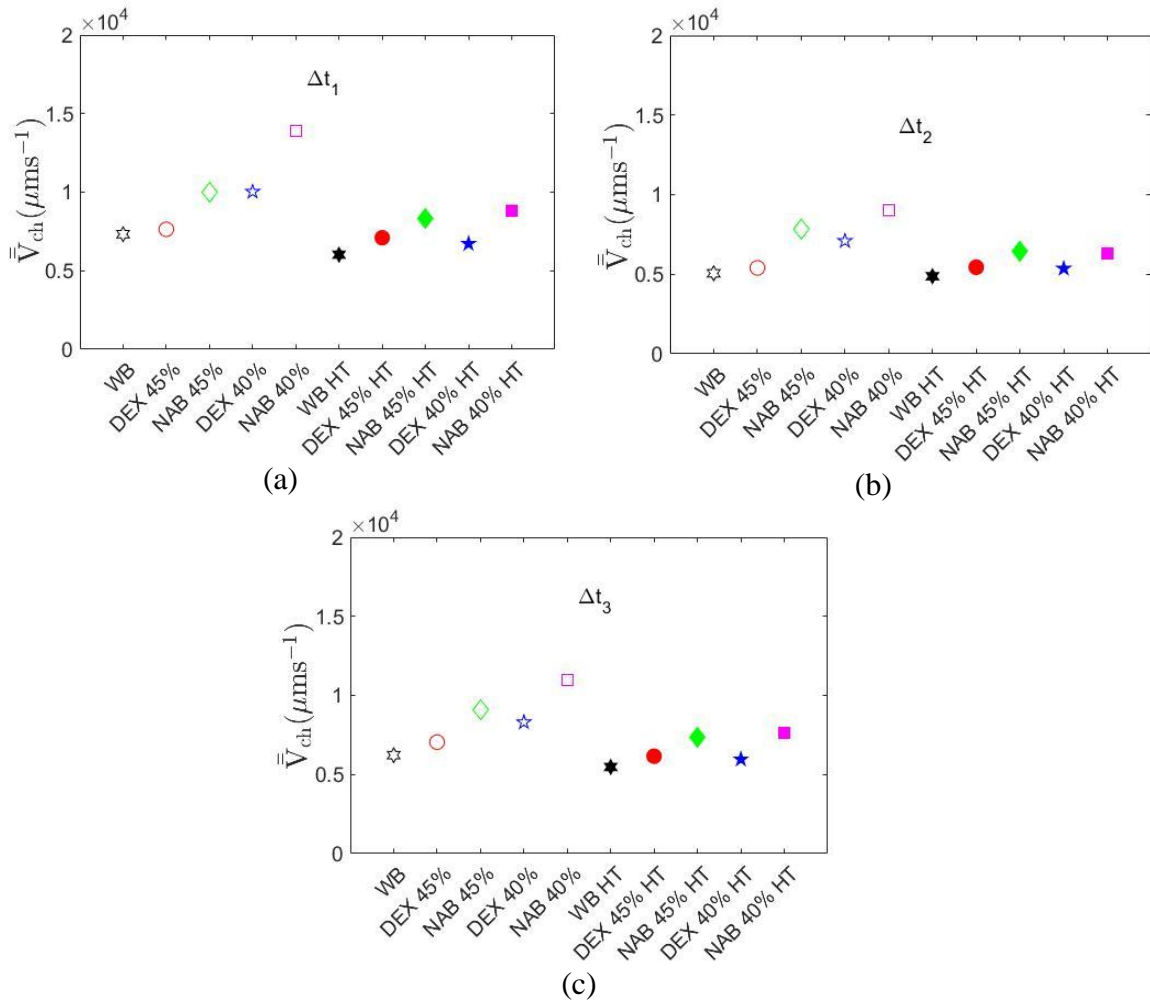 ×10⁴
2
1.5
1
0.5
0
V̿ch(μms⁻¹)
Δt₁
WB
DEX 45%
NAB 45%
DEX 40%
NAB 40%
WB HT
DEX 45% HT
NAB 45% HT
DEX 40% HT
NAB 40% HT
(a)
×10⁴
2
1.5
1
0.5
0
V̿ch(μms⁻¹)
Δt₂
WB
DEX 45%
NAB 45%
DEX 40%
NAB 40%
WB HT
DEX 45% HT
NAB 45% HT
DEX 40% HT
NAB 40% HT
(b)
×10⁴
2
1.5
1
0.5
0
V̿ch(μms⁻¹)
Δt₃
WB
DEX 45%
NAB 45%
DEX 40%
NAB 40%
WB HT
DEX 45% HT
NAB 45% HT
DEX 40% HT
NAB 40% HT
(c)